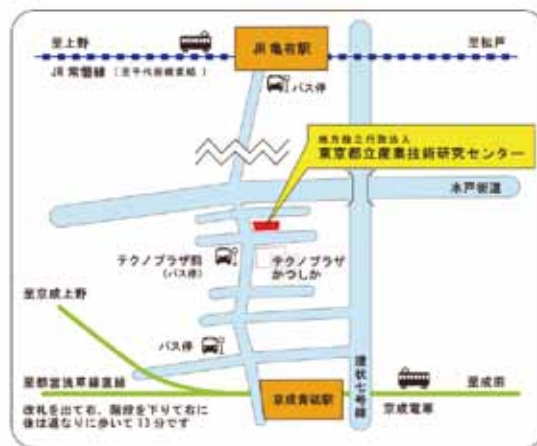 至上野
JR 亀有駅
至松戸
JR 常磐線 (至千代田線直結)
バス停
地方独立行政法人
東京都立産業技術研究センター
水戸街道
テクノプラザ前
(バス停)
テクノプラザ
かつしか
至京成上野
バス停
環状七号線
至都営浅草線直結
京成青砥駅
京成電車
至成田
改札を出て右、階段を下りて右に
後は道なりに歩いて13分です